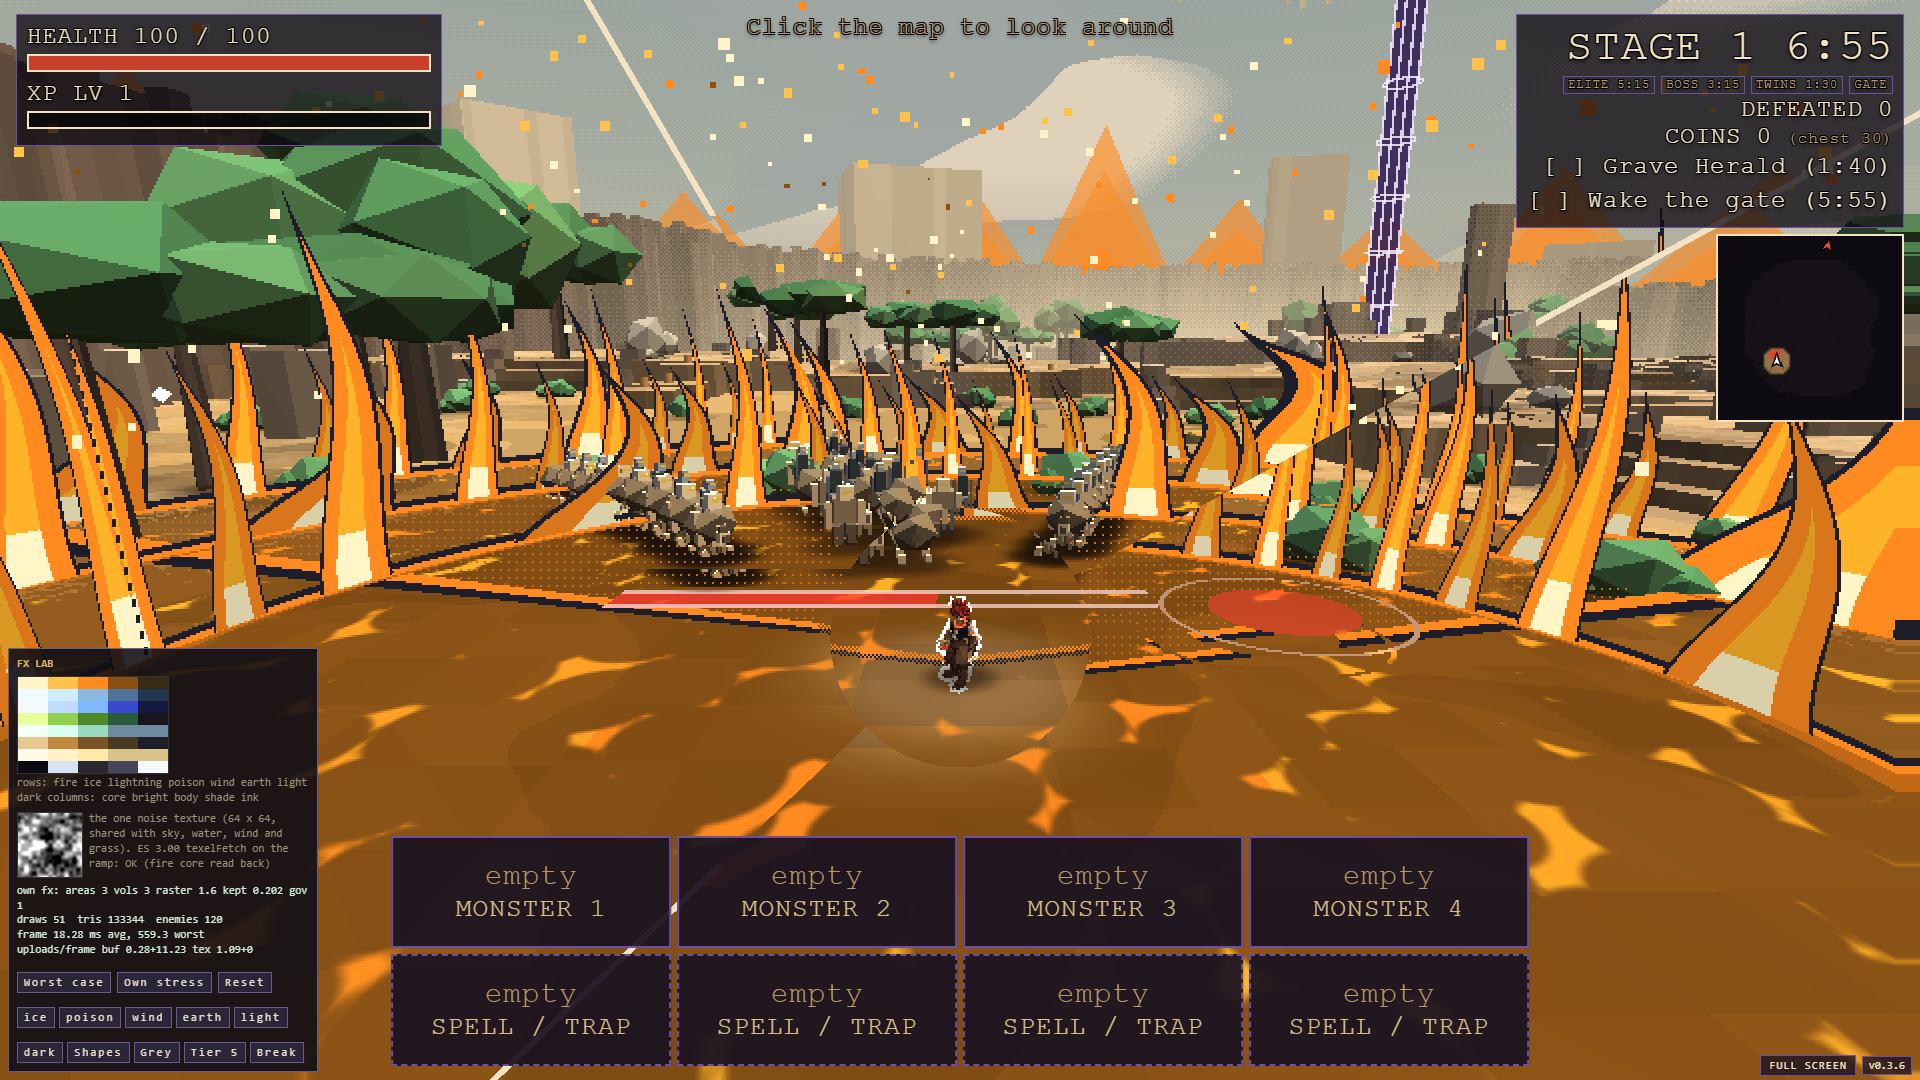 HEALTH 100 / 100
XP LV 1
Click the map to look around
STAGE 1 6:55
ELITE 5:15 BOSS 3:15 TWINS 1:30 GATE
DEFEATED 0
COINS 0 (chest 30)
[ ] Grave Herald (1:40)
[ ] Wake the gate (5:55)
FX LAB
rows: fire ice lightning poison wind earth light
dark columns: core bright body shade ink
the one noise texture (64 x 64,
shared with sky, water, wind and
grass). ES 3.00 texelFetch on the
ramp: OK (fire core read back)
own fx: areas 3 vols 3 raster 1.6 kept 0.202 gov
1
draws 51 tris 133344 enemies 120
frame 18.28 ms avg, 559.3 worst
uploads/frame buf 0.28+11.23 tex 1.09+0
Worst case Own stress Reset
ice poison wind earth light
dark Shapes Grey Tier 5 Break
empty empty empty empty
MONSTER 1 MONSTER 2 MONSTER 3 MONSTER 4
empty empty empty empty
SPELL / TRAP SPELL / TRAP SPELL / TRAP SPELL / TRAP
FULL SCREEN v0.3.6